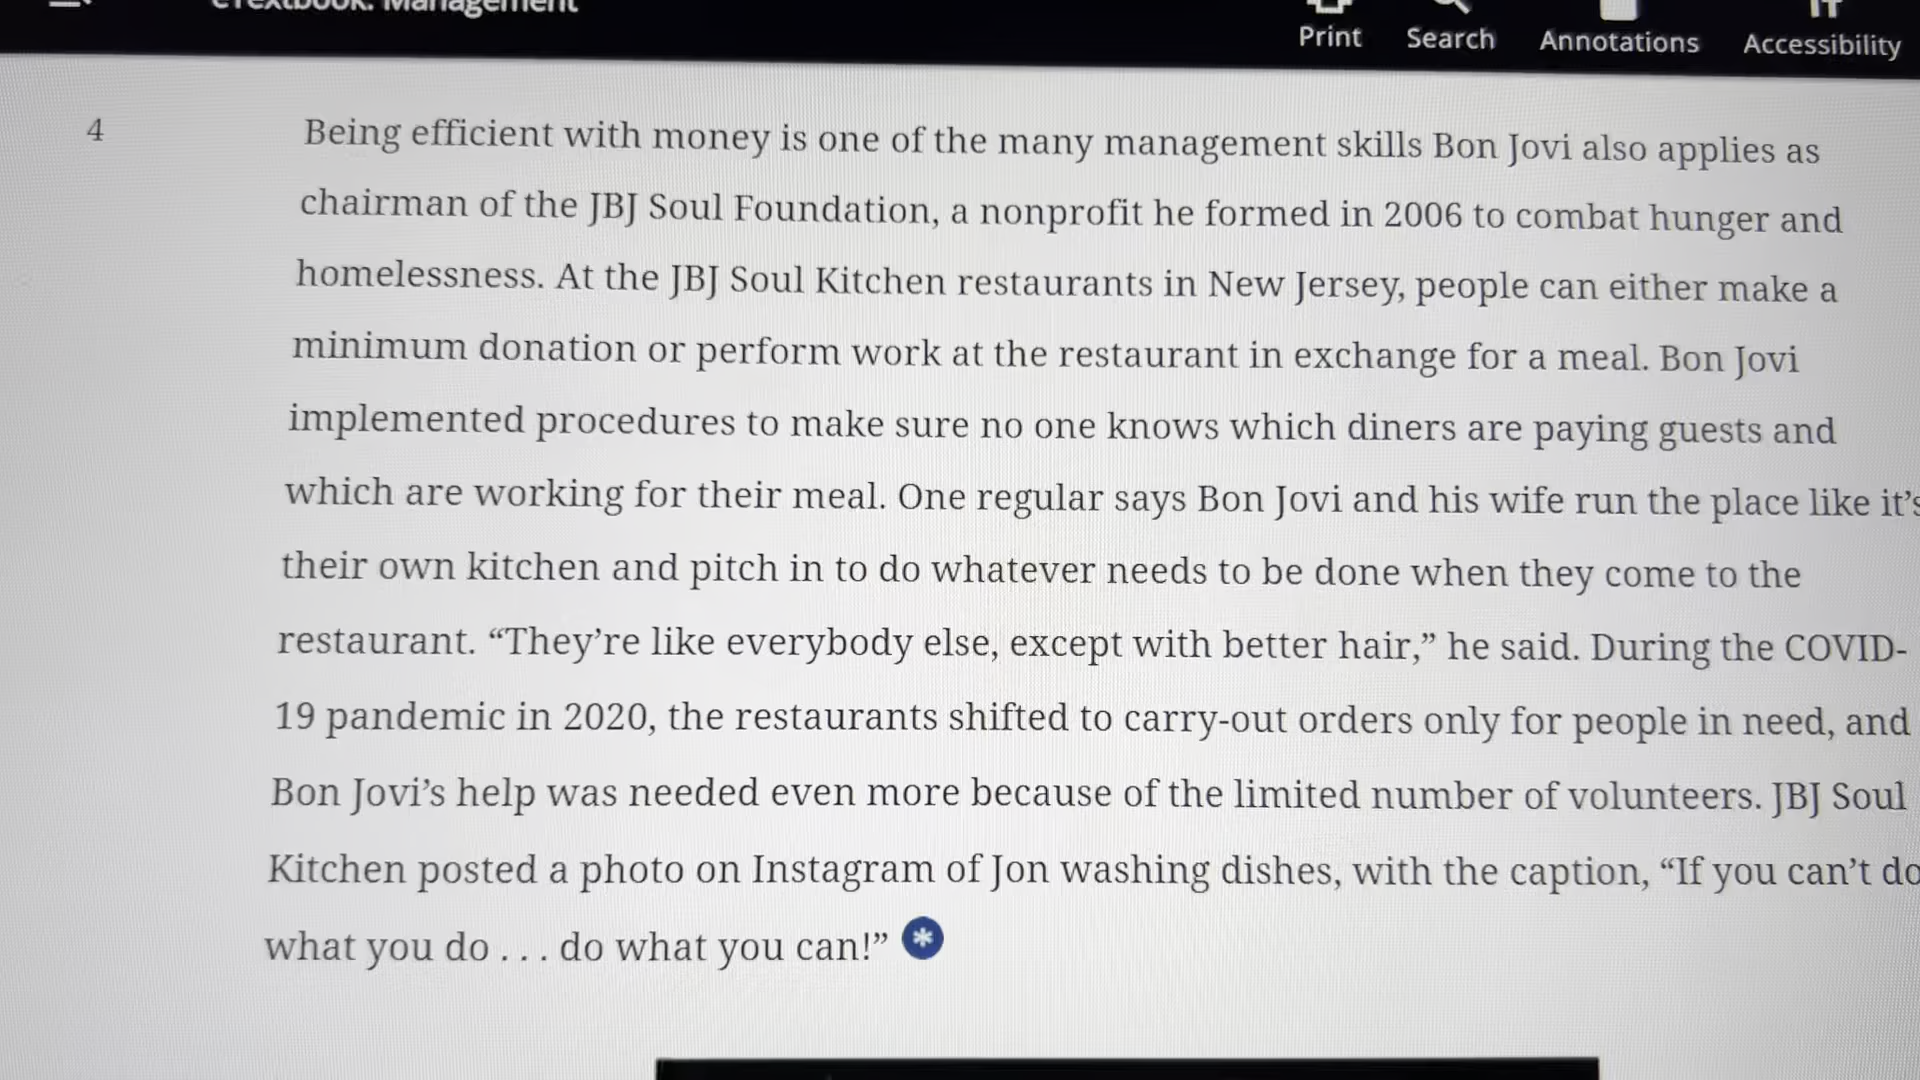 eTextbook: Management
Print
Search
Annotations
Accessibility
4
Being efficient with money is one of the many management skills Bon Jovi also applies as
chairman of the JBJ Soul Foundation, a nonprofit he formed in 2006 to combat hunger and
homelessness. At the JBJ Soul Kitchen restaurants in New Jersey, people can either make a
minimum donation or perform work at the restaurant in exchange for a meal. Bon Jovi
implemented procedures to make sure no one knows which diners are paying guests and
which are working for their meal. One regular says Bon Jovi and his wife run the place like it’s
their own kitchen and pitch in to do whatever needs to be done when they come to the
restaurant. “They’re like everybody else, except with better hair,” he said. During the COVID-
19 pandemic in 2020, the restaurants shifted to carry-out orders only for people in need, and
Bon Jovi’s help was needed even more because of the limited number of volunteers. JBJ Soul
Kitchen posted a photo on Instagram of Jon washing dishes, with the caption, “If you can’t do
what you do . . . do what you can!” *